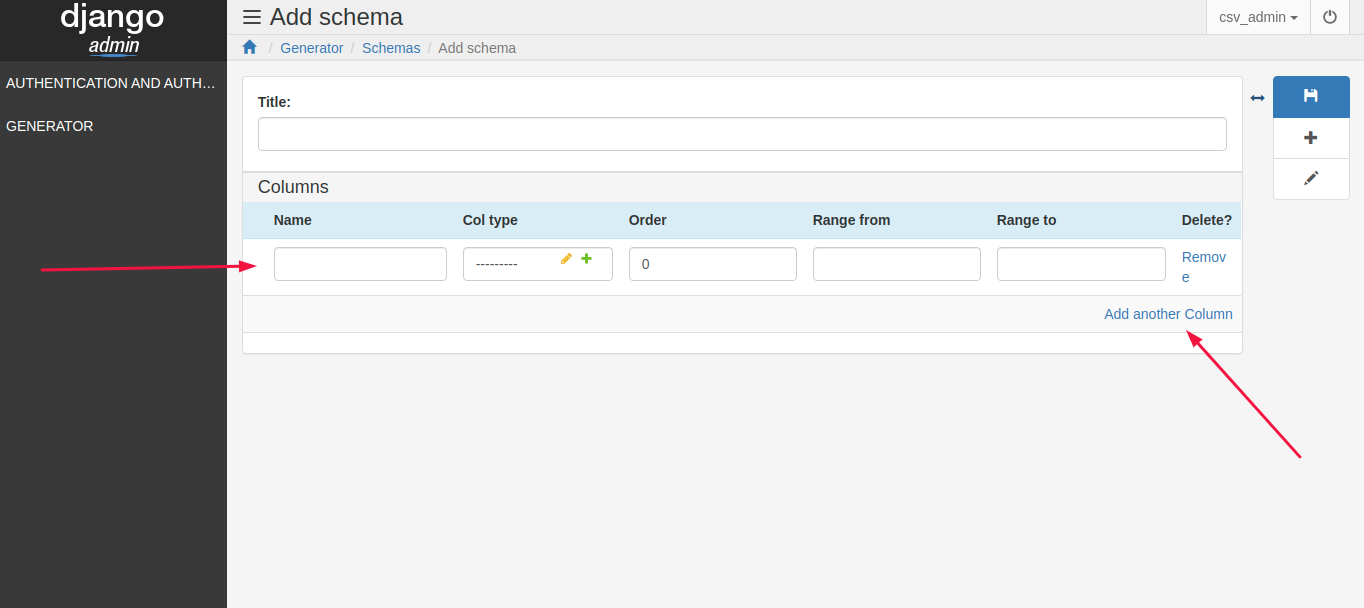 django
admin
Add schema
csv_admin
Generator / Schemas / Add schema
AUTHENTICATION AND AUTH...
GENERATOR
Title:
Columns
Name Col type Order Range from Range to Delete?
--------- 0 Remov
e
Add another Column